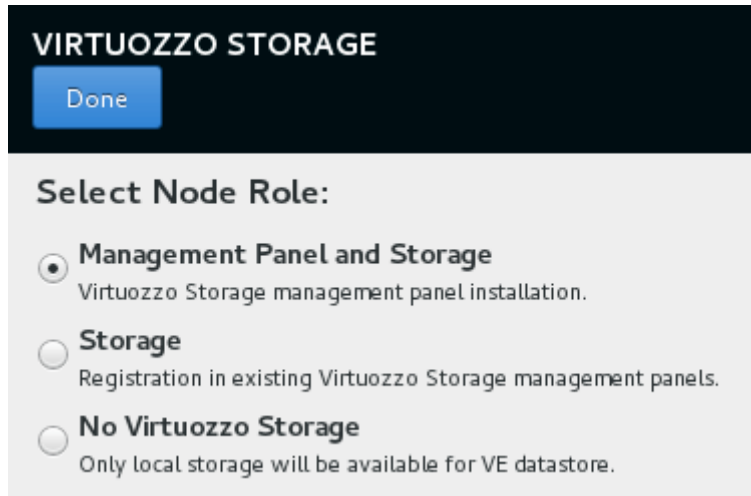 VIRTUOZZO STORAGE
Done
Select Node Role:
Management Panel and Storage
Virtuozzo Storage management panel installation.
Storage
Registration in existing Virtuozzo Storage management panels.
No Virtuozzo Storage
Only local storage will be available for VE datastore.